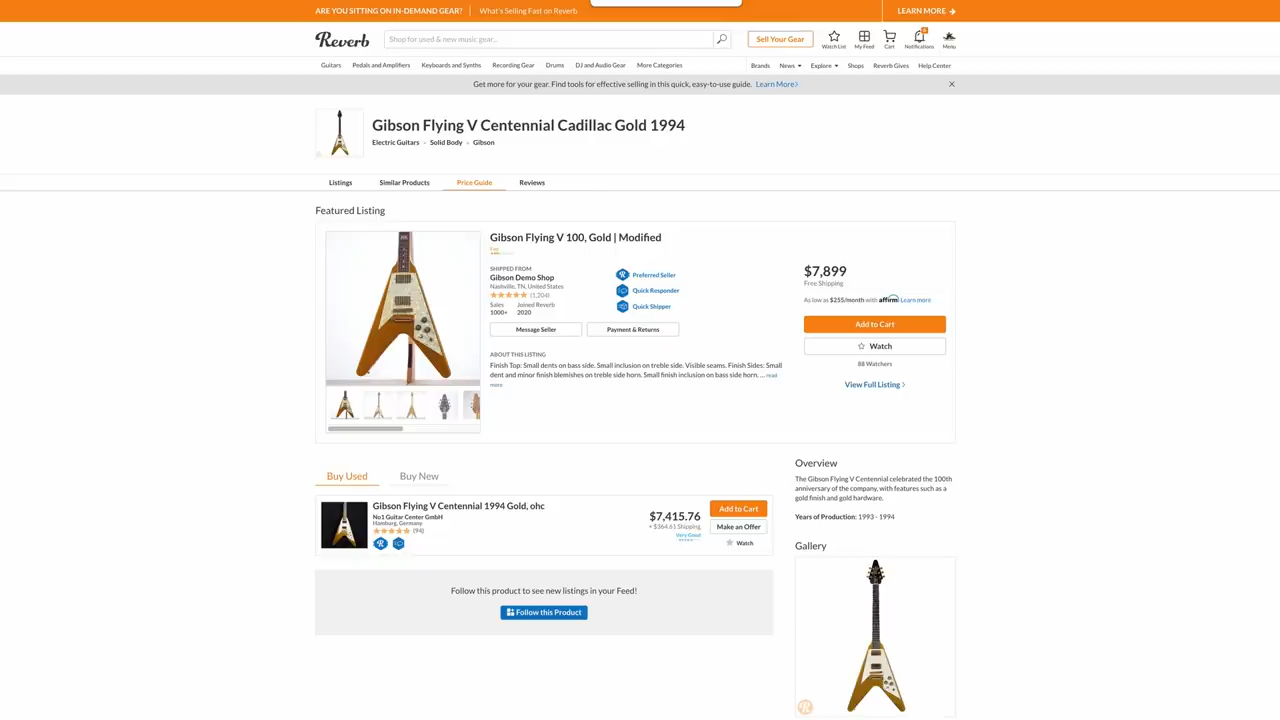 ARE YOU SITTING ON IN-DEMAND GEAR?
What's Selling Fast on Reverb
LEARN MORE →
Reverb
Shop for used & new music gear...
Sell Your Gear
Watch List
My Feed
Cart
Notifications
Menu
Guitars
Pedals and Amplifiers
Keyboards and Synths
Recording Gear
Drums
DJ and Audio Gear
More Categories
Brands
News
Explore
Shops
Reverb Gives
Help Center
Get more for your gear. Find tools for effective selling in this quick, easy-to-use guide. Learn More
Gibson Flying V Centennial Cadillac Gold 1994
Electric Guitars
Solid Body
Gibson
Listings
Similar Products
Price Guide
Reviews
Featured Listing
Gibson Flying V 100, Gold | Modified
Fair
SHIPPED FROM
Gibson Demo Shop
Nashville, TN, United States
(1,204)
Sales
1000+
Joined Reverb
2020
Preferred Seller
Quick Responder
Quick Shipper
Message Seller
Payment & Returns
ABOUT THIS LISTING
Finish Top: Small dents on bass side. Small inclusion on treble side. Visible seams. Finish Sides: Small
dent and minor finish blemishes on treble side horn. Small finish inclusion on bass side horn. ... read
more
$7,899
Free Shipping
As low as $255/month with affirm Learn more
Add to Cart
Watch
88 Watchers
View Full Listing
Buy Used
Buy New
Gibson Flying V Centennial 1994 Gold, ohc
No1 Guitar Center GmbH
Hamburg, Germany
(94)
$7,415.76
+ $364.61 Shipping
Very Good
Add to Cart
Make an Offer
Watch
Follow this product to see new listings in your Feed!
Follow this Product
Overview
The Gibson Flying V Centennial celebrated the 100th
anniversary of the company, with features such as a
gold finish and gold hardware.
Years of Production: 1993 - 1994
Gallery